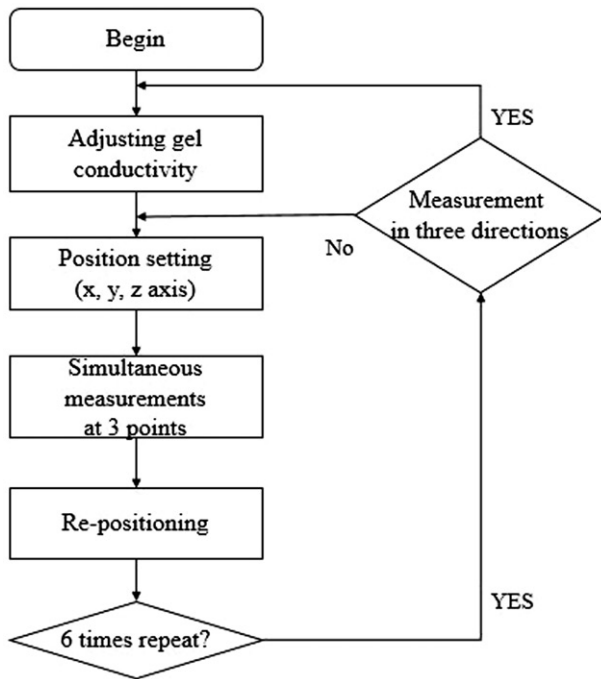 Begin
YES
Adjusting gel
conductivity
Measurement
in three directions
No
Position setting
(x, y, z axis)
Simultaneous
measurements
at 3 points
Re-positioning
YES
6 times repeat?